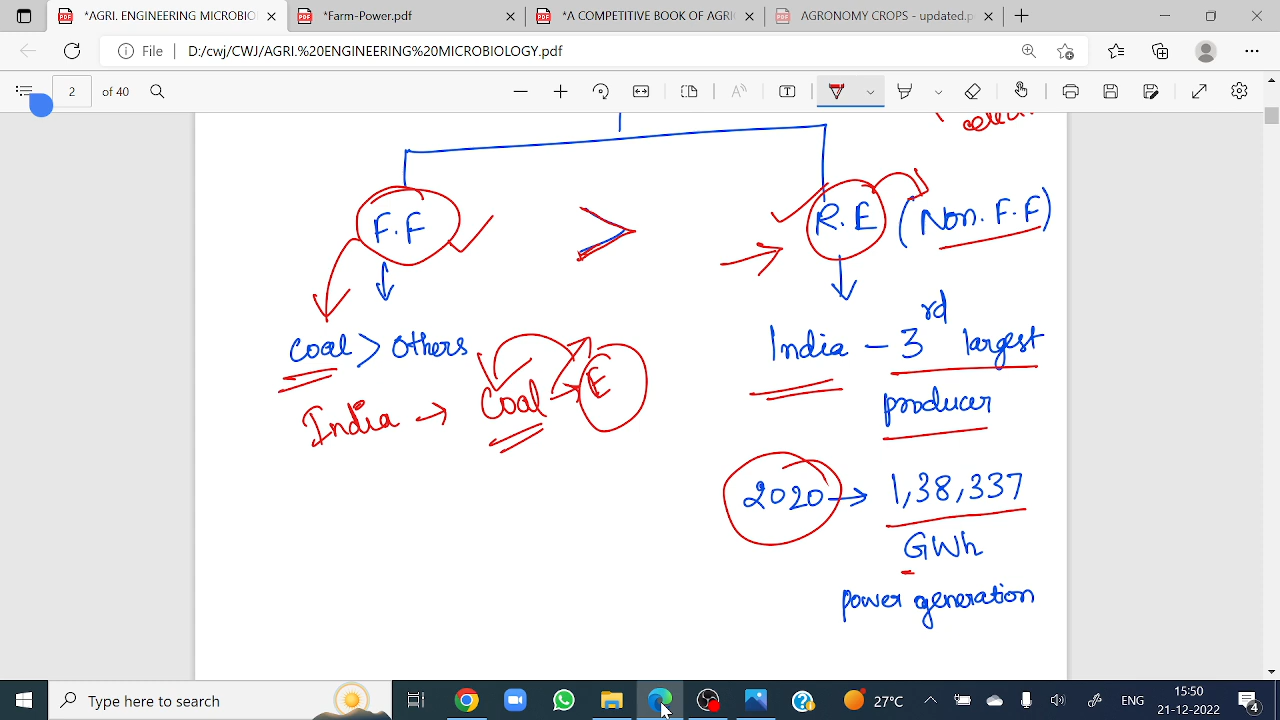 *AGRI. ENGINEERING MICROBIO
*Farm-Power.pdf
*A COMPETITIVE BOOK OF AGRIC
AGRONOMY CROPS - updated.p
File
D:/cwj/CWJ/AGRI.%20ENGINEERING%20MICROBIOLOGY.pdf
2
of 40
F.F
>
R.E (Non. F.F)
Coal > Others
India → Coal → E
India - 3rd largest
producer
2020 → 1,38,337
GWh
power generation
Type here to search
27°C
ENG
15:50
21-12-2022
4